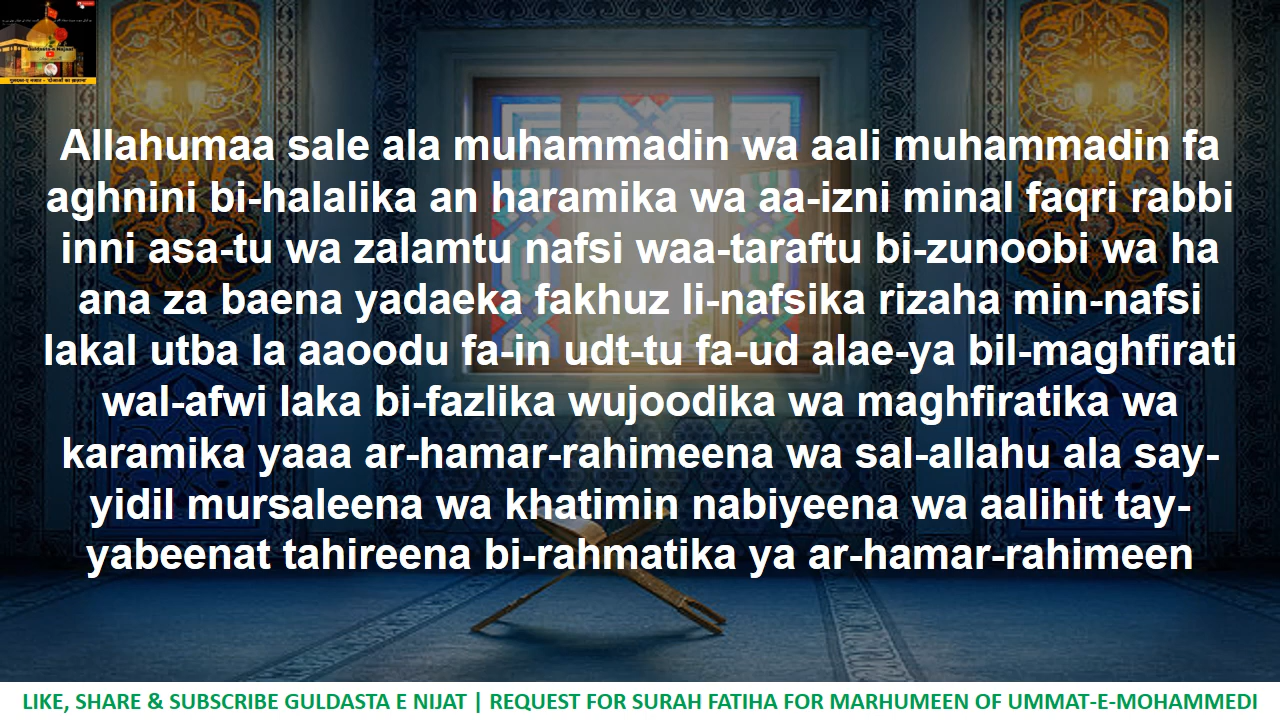 Guldasta-e-Nejaat
Allahumaa sale ala muhammadin wa aali muhammadin fa
aghnini bi-halalika an haramika wa aa-izni minal faqri rabbi
inni asa-tu wa zalamtu nafsi waa-taraftu bi-zunoobi wa ha
ana za baena yadaeka fakhuz li-nafsika rizaha min-nafsi
lakal utba la aaoodu fa-in udt-tu fa-ud alae-ya bil-maghfirati
wal-afwi laka bi-fazlika wujoodika wa maghfiratika wa
karamika yaaa ar-hamar-rahimeena wa sal-allahu ala say-
yidil mursaleena wa khatimin nabiyeena wa aalihit tay-
yabeenat tahireena bi-rahmatika ya ar-hamar-rahimeen
LIKE, SHARE & SUBSCRIBE GULDASTA E NIJAT | REQUEST FOR SURAH FATIHA FOR MARHUMEEN OF UMMAT-E-MOHAMMEDI